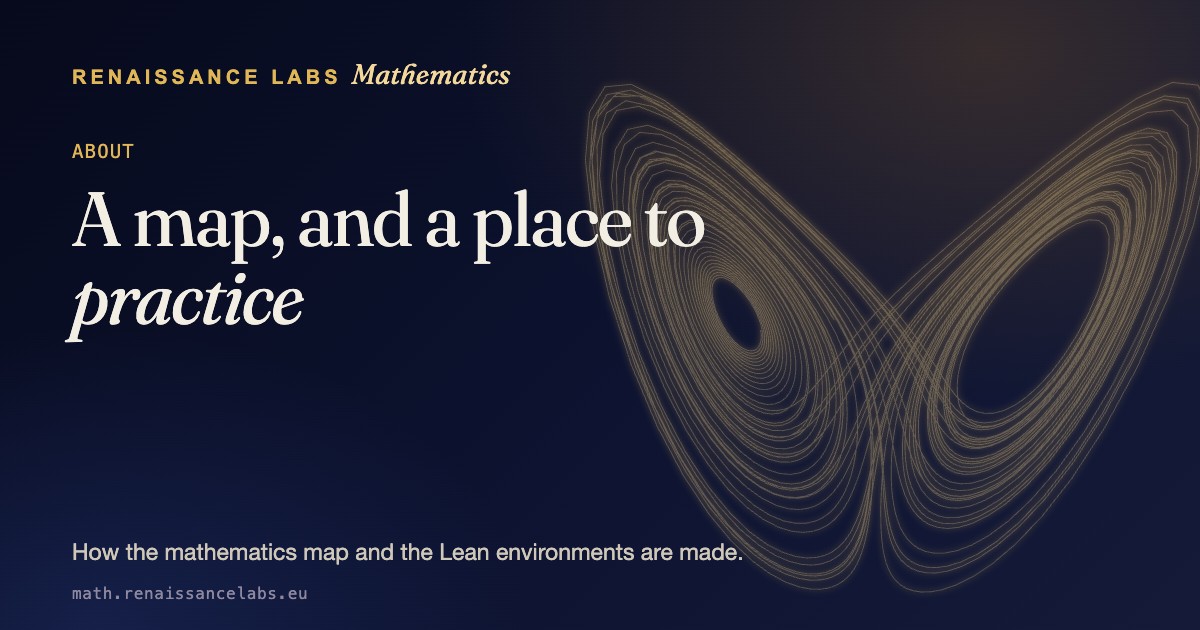 RENAISSANCE LABS Mathematics
ABOUT
A map, and a place to
practice
How the mathematics map and the Lean environments are made.
math.renaissancelabs.eu